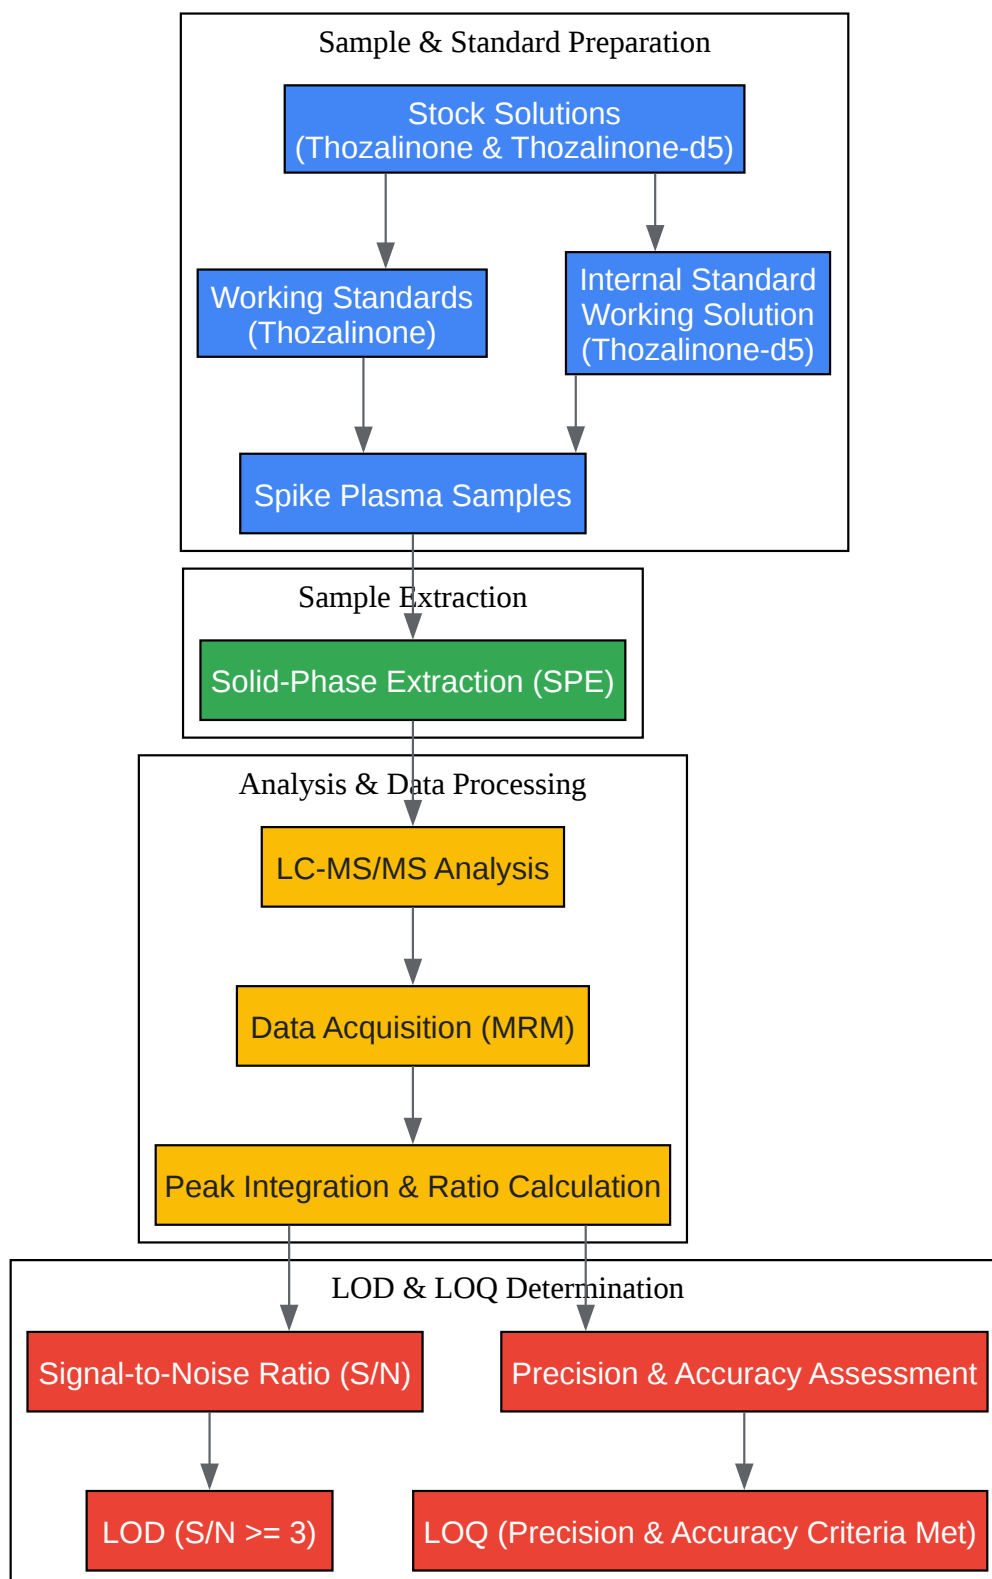 Sample & Standard Preparation
Stock Solutions
(Thozalinone & Thozalinone-d5)
Working Standards
(Thozalinone)
Internal Standard
Working Solution
(Thozalinone-d5)
Spike Plasma Samples
Sample Extraction
Solid-Phase Extraction (SPE)
Analysis & Data Processing
LC-MS/MS Analysis
Data Acquisition (MRM)
Peak Integration & Ratio Calculation
LOD & LOQ Determination
Signal-to-Noise Ratio (S/N)
Precision & Accuracy Assessment
LOD (S/N >= 3)
LOQ (Precision & Accuracy Criteria Met)